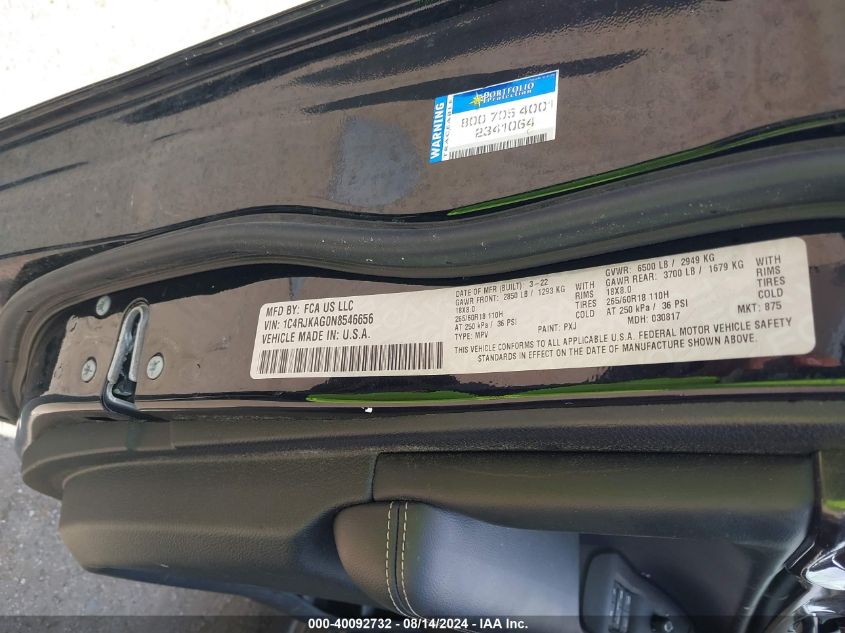 WARNING
TRACEABLE
PORTFOLIO
Protection
800 705 4001
2341064
MFD BY: FCA US LLC
VIN: 1C4RJKAG0N8546656
VEHICLE MADE IN: U.S.A.
DATE OF MFR (BUILT): 3-22
GAWR FRONT: 2850 LB / 1293 KG WITH
18X8.0 RIMS
265/60R18 110H TIRES
AT 250 kPa / 36 PSI
TYPE: MPV PAINT: PXJ MDH: 030817 MKT: 875
GVWR: 6500 LB / 2949 KG
GAWR REAR: 3700 LB / 1679 KG WITH
18X8.0 RIMS
265/60R18 110H TIRES
AT 250 kPa / 36 PSI
THIS VEHICLE CONFORMS TO ALL APPLICABLE U.S.A. FEDERAL MOTOR VEHICLE SAFETY
STANDARDS IN EFFECT ON THE DATE OF MANUFACTURE SHOWN ABOVE.
000-40092732 - 08/14/2024 - IAA Inc.